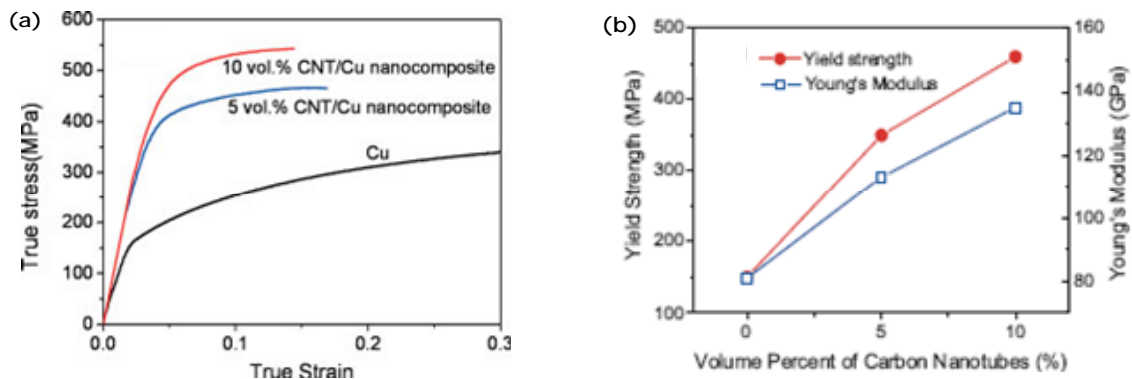 (a)
600
500
400
300
200
100
0
True stress(MPa)
10 vol.% CNT/Cu nanocomposite
5 vol.% CNT/Cu nanocomposite
Cu
0.0 0.1 0.2 0.3
True Strain
(b)
500
400
300
200
100
Yield Strength (MPa)
Yield strength
Young's Modulus
160
140
120
100
80
Young's Modulus (GPa)
0 5 10
Volume Percent of Carbon Nanotubes (%)